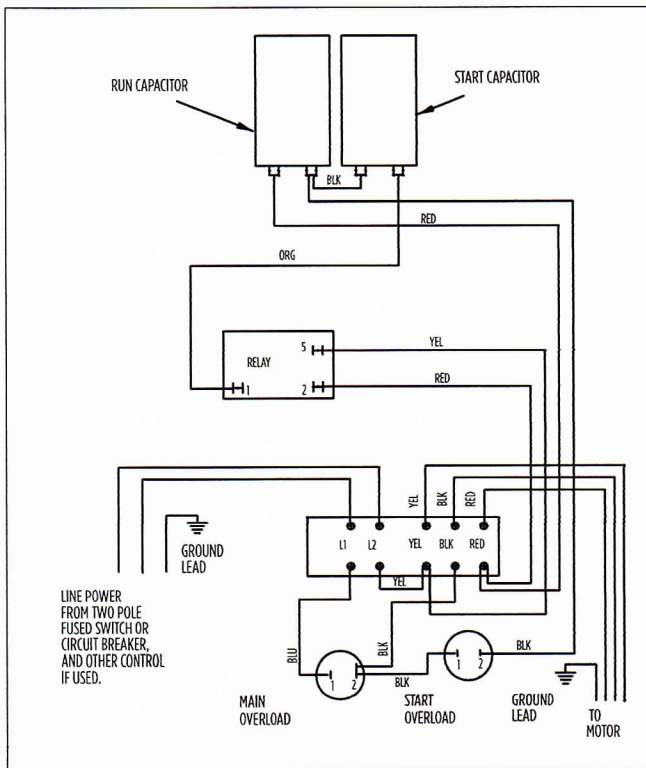 RUN CAPACITOR
START CAPACITOR
BLK
RED
ORG
RELAY
5
YEL
1
2
RED
YEL
BLK
RED
L1
L2
YEL
BLK
RED
GROUND
LEAD
YEL
LINE POWER
FROM TWO POLE
FUSED SWITCH OR
CIRCUIT BREAKER,
AND OTHER CONTROL
IF USED.
BLU
BLK
1
2
BLK
1
2
BLK
MAIN
OVERLOAD
START
OVERLOAD
GROUND
LEAD
TO
MOTOR